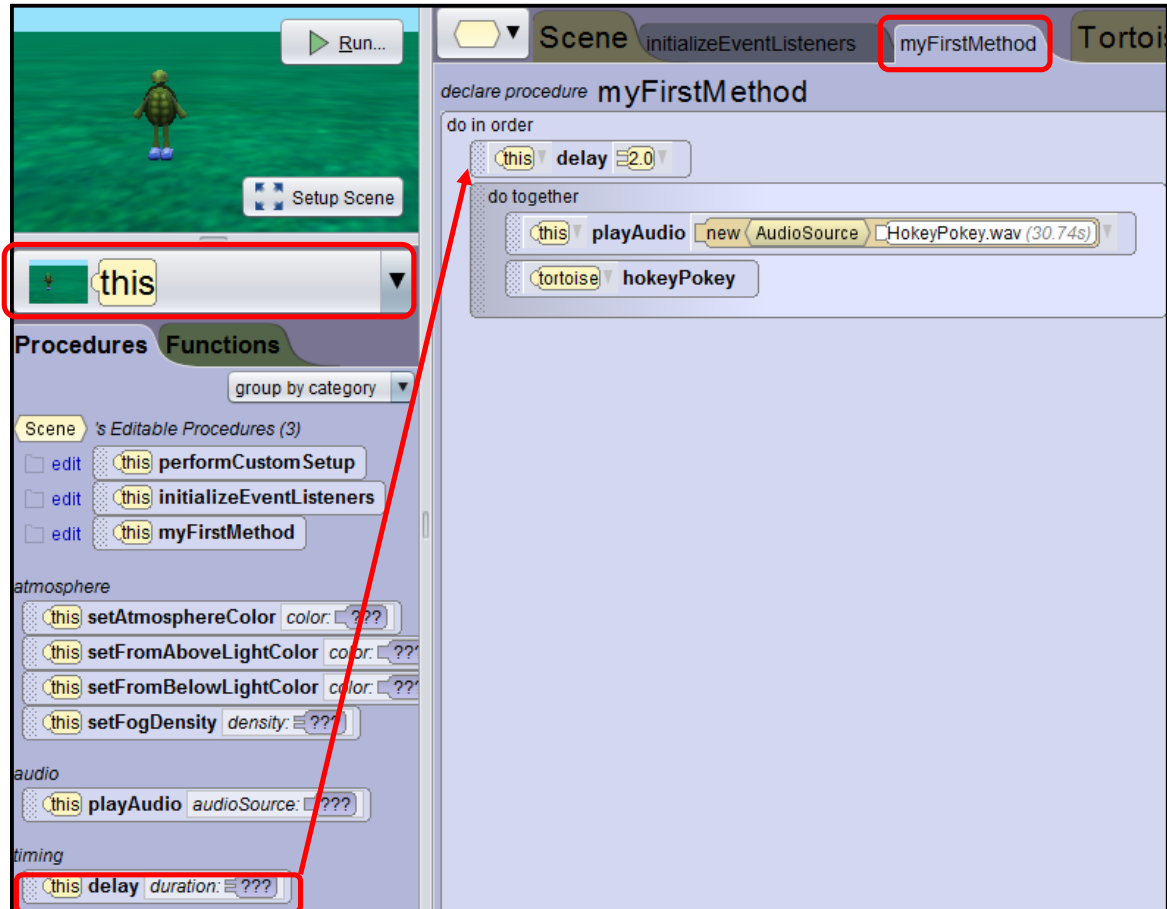 Run...
Setup Scene
this
Procedures Functions
group by category
Scene 's Editable Procedures (3)
edit this performCustomSetup
edit this initializeEventListeners
edit this myFirstMethod
atmosphere
this setAtmosphereColor color: ???
this setFromAboveLightColor color: ???
this setFromBelowLightColor color: ???
this setFogDensity density: ???
audio
this playAudio audioSource: ???
timing
this delay duration: ???
Scene initializeEventListeners myFirstMethod Tortoi
declare procedure myFirstMethod
do in order
this delay 2.0
do together
this playAudio new AudioSource HokeyPokey.wav (30.74s)
tortoise hokeyPokey